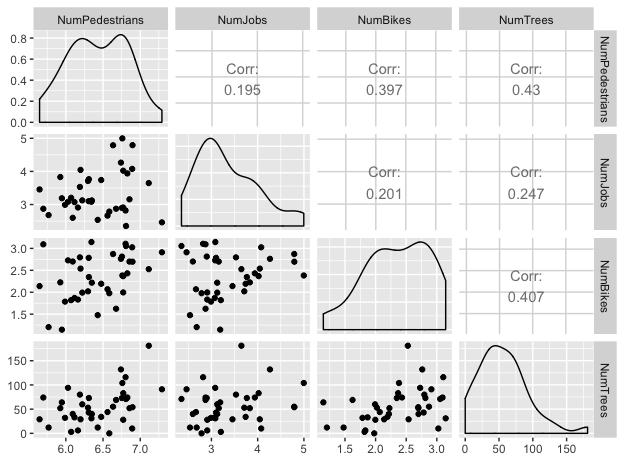 NumPedestrians NumJobs NumBikes NumTrees
0.8
0.6
0.4
0.2
0.0
Corr:
0.195
Corr:
0.397
Corr:
0.43
NumPedestrians
5
4
3
Corr:
0.201
Corr:
0.247
NumJobs
3.0
2.5
2.0
1.5
Corr:
0.407
NumBikes
150
100
50
0
NumTrees
6.0 6.5 7.0 3 4 5 1.5 2.0 2.5 3.0 0 50 100 150